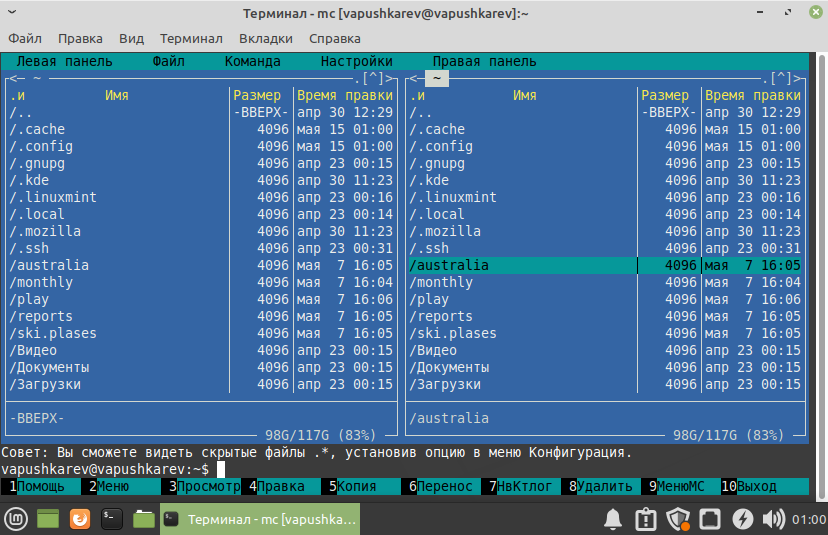 Терминал - mc [vapushkarev@vapushkarev]:~
Файл Правка Вид Терминал Вкладки Справка
Левая панель Файл Команда Настройки Правая панель
<— ~ .[^]> <— ~ .[^]>
.и Имя Размер Время правки .и Имя Размер Время правки
/.. -ВВЕРХ- апр 30 12:29 /.. -ВВЕРХ- апр 30 12:29
/.cache 4096 мая 15 01:00 /.cache 4096 мая 15 01:00
/.config 4096 мая 15 01:00 /.config 4096 мая 15 01:00
/.gnupg 4096 апр 23 00:15 /.gnupg 4096 апр 23 00:15
/.kde 4096 апр 30 11:23 /.kde 4096 апр 30 11:23
/.linuxmint 4096 апр 23 00:16 /.linuxmint 4096 апр 23 00:16
/.local 4096 апр 23 00:14 /.local 4096 апр 23 00:14
/.mozilla 4096 апр 30 11:23 /.mozilla 4096 апр 30 11:23
/.ssh 4096 апр 23 00:31 /.ssh 4096 апр 23 00:31
/australia 4096 мая 7 16:05 /australia 4096 мая 7 16:05
/monthly 4096 мая 7 16:04 /monthly 4096 мая 7 16:04
/play 4096 мая 7 16:06 /play 4096 мая 7 16:06
/reports 4096 мая 7 16:05 /reports 4096 мая 7 16:05
/ski.plases 4096 мая 7 16:05 /ski.plases 4096 мая 7 16:05
/Видео 4096 апр 23 00:15 /Видео 4096 апр 23 00:15
/Документы 4096 апр 23 00:15 /Документы 4096 апр 23 00:15
/Загрузки 4096 апр 23 00:15 /Загрузки 4096 апр 23 00:15
-ВВЕРХ- /australia
98G/117G (83%) 98G/117G (83%)
Совет: Вы сможете видеть скрытые файлы .*, установив опцию в меню Конфигурация.
vapushkarev@vapushkarev:~$
1Помощь 2Меню 3Просмотр 4Правка 5Копия 6Перенос 7НвКтлог 8Удалить 9МенюМС 10Выход
Терминал - mc [vapushka... 01:00